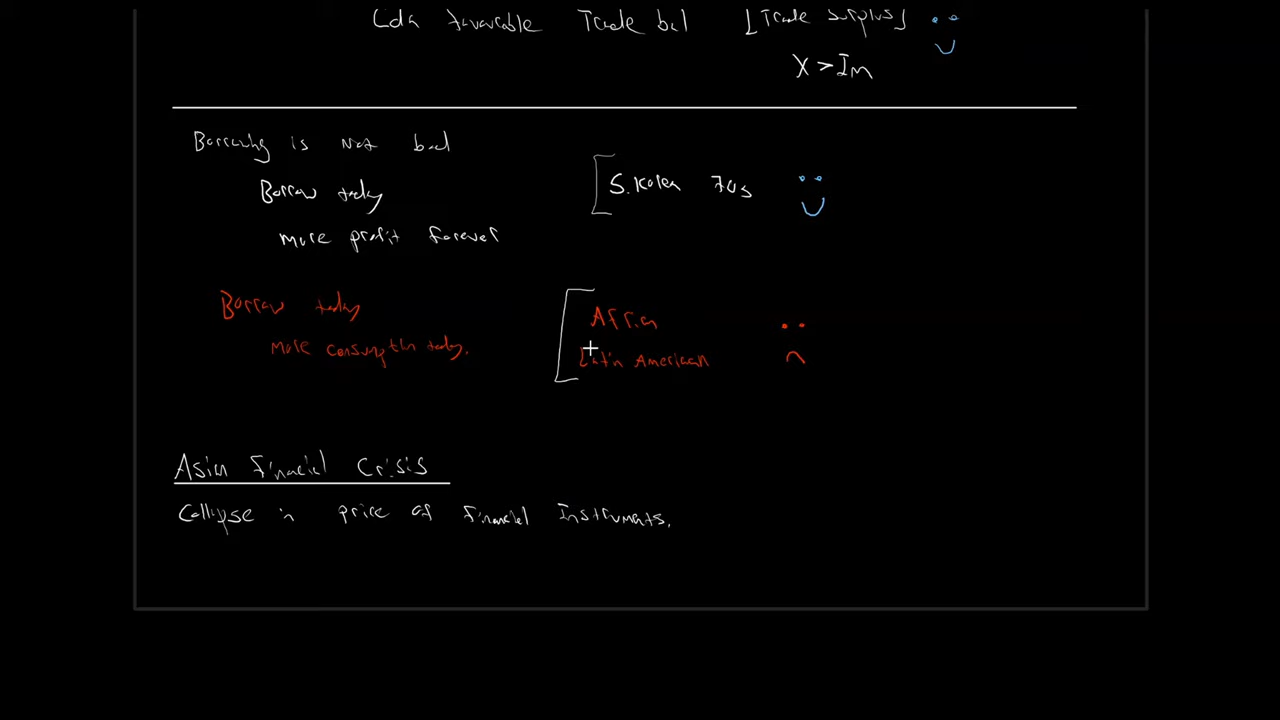 Cda favorable Trade bal [Trade surplus]
X > Im
Borrowing is not bad
Borrow today
more profit forever
[S. Korea 70s
Borrow today
more consumption today.
[Africa
Latin American
Asian Financial Crisis
Collapse in price of Financial Instruments.